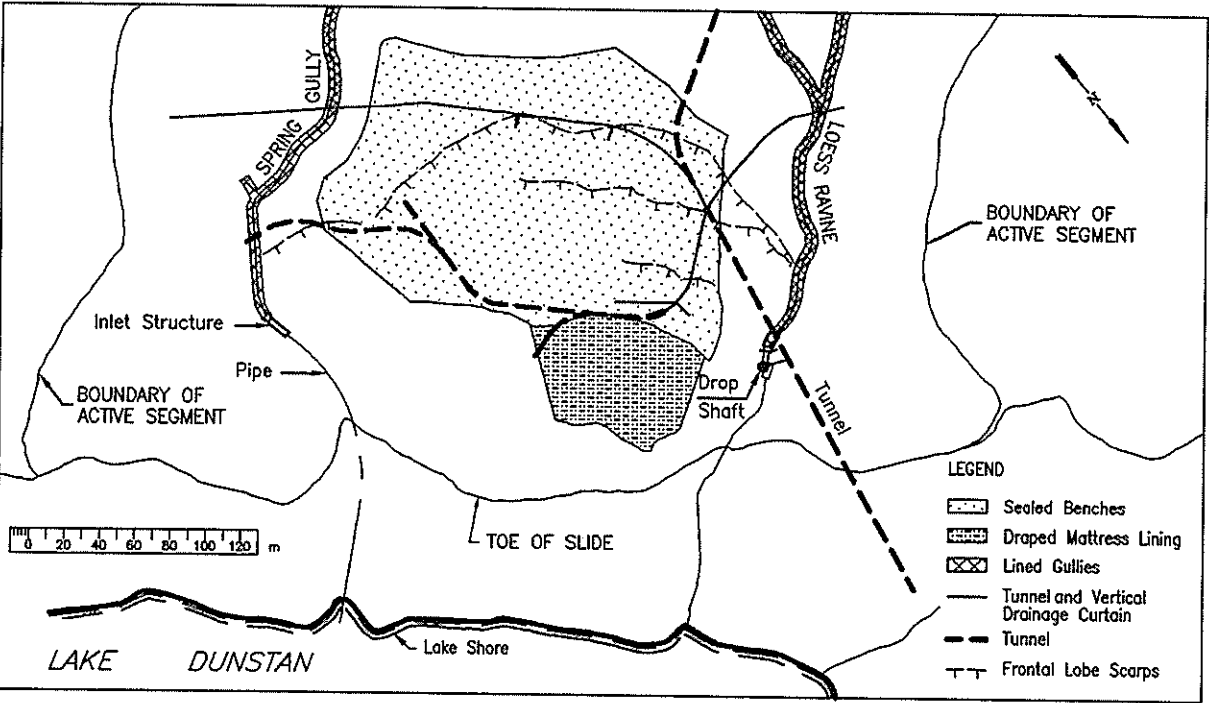 SPRING GULLY
LOESS RAVINE
N
BOUNDARY OF
ACTIVE SEGMENT
Inlet Structure
Pipe
BOUNDARY OF
ACTIVE SEGMENT
Drop
Shaft
Tunnel
TOE OF SLIDE
0 20 40 60 80 100 120 m
Lake Shore
LAKE DUNSTAN
LEGEND
Sealed Benches
Draped Mattress Lining
Lined Gullies
Tunnel and Vertical
Drainage Curtain
Tunnel
Frontal Lobe Scarps